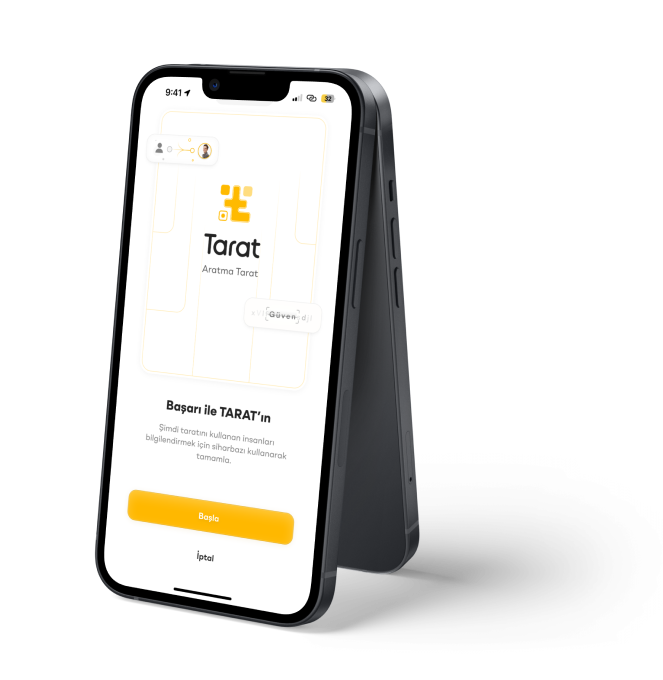 9:41
32
Tarat
Aratma Tarat
Güven
Başarı ile TARAT'ın
Şimdi taratını kullanan insanları
bilgilendirmek için siharbazı kullanarak
tamamla.
Başla
İptal